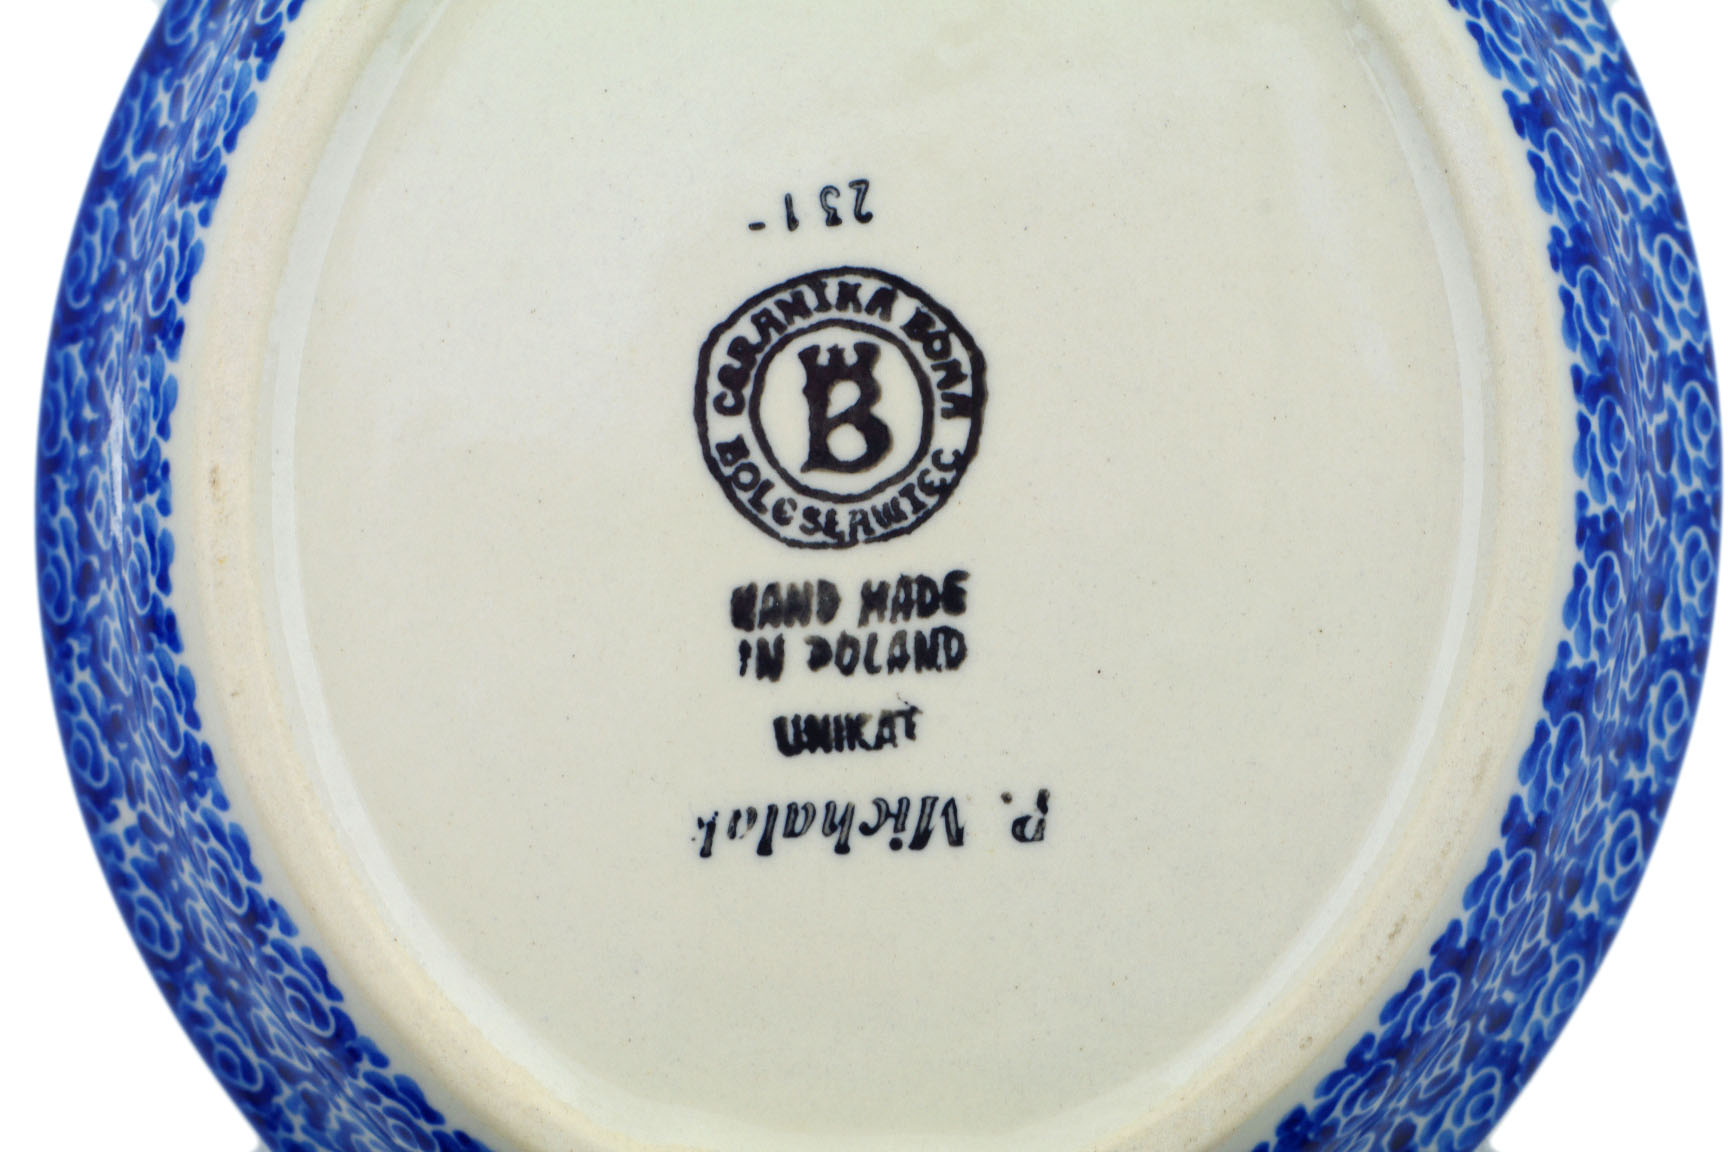 231-
CERAMIKA BONA
BOLESŁAWIEC
B
HAND MADE
IN POLAND
UNIKAT
P. Michalak